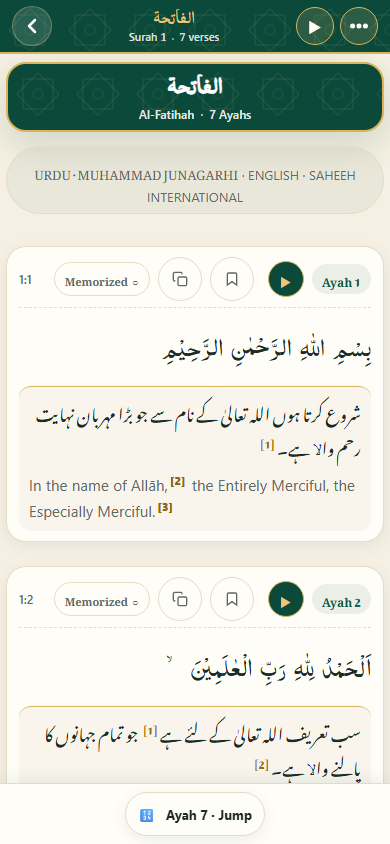 الفاتحة
Surah 1 · 7 verses
الفاتحة
Al-Fatihah · 7 Ayahs
URDU · MUHAMMAD JUNAGARHI · ENGLISH - SAHEEH
INTERNATIONAL
1:1 Memorized ▫ Ayah 1
بِسْمِ اللّٰهِ الرَّحْمٰنِ الرَّحِيْمِ
شروع کرتا ہوں اللہ تعالیٰ کے نام سے جو بڑا مہربان نہایت
رحم واﻻ ہے۔ [1]
In the name of Allāh,[2] the Entirely Merciful, the
Especially Merciful.[3]
1:2 Memorized ▫ Ayah 2
اَلْحَمْدُ لِلّٰهِ رَبِّ الْعٰلَمِيْنَ ۙ
سب تعریف اللہ تعالیٰ کے لئے ہے [1] جو تمام جہانوں کا
پالنے واﻻ ہے۔ [2]
🔢 Ayah 7 · Jump